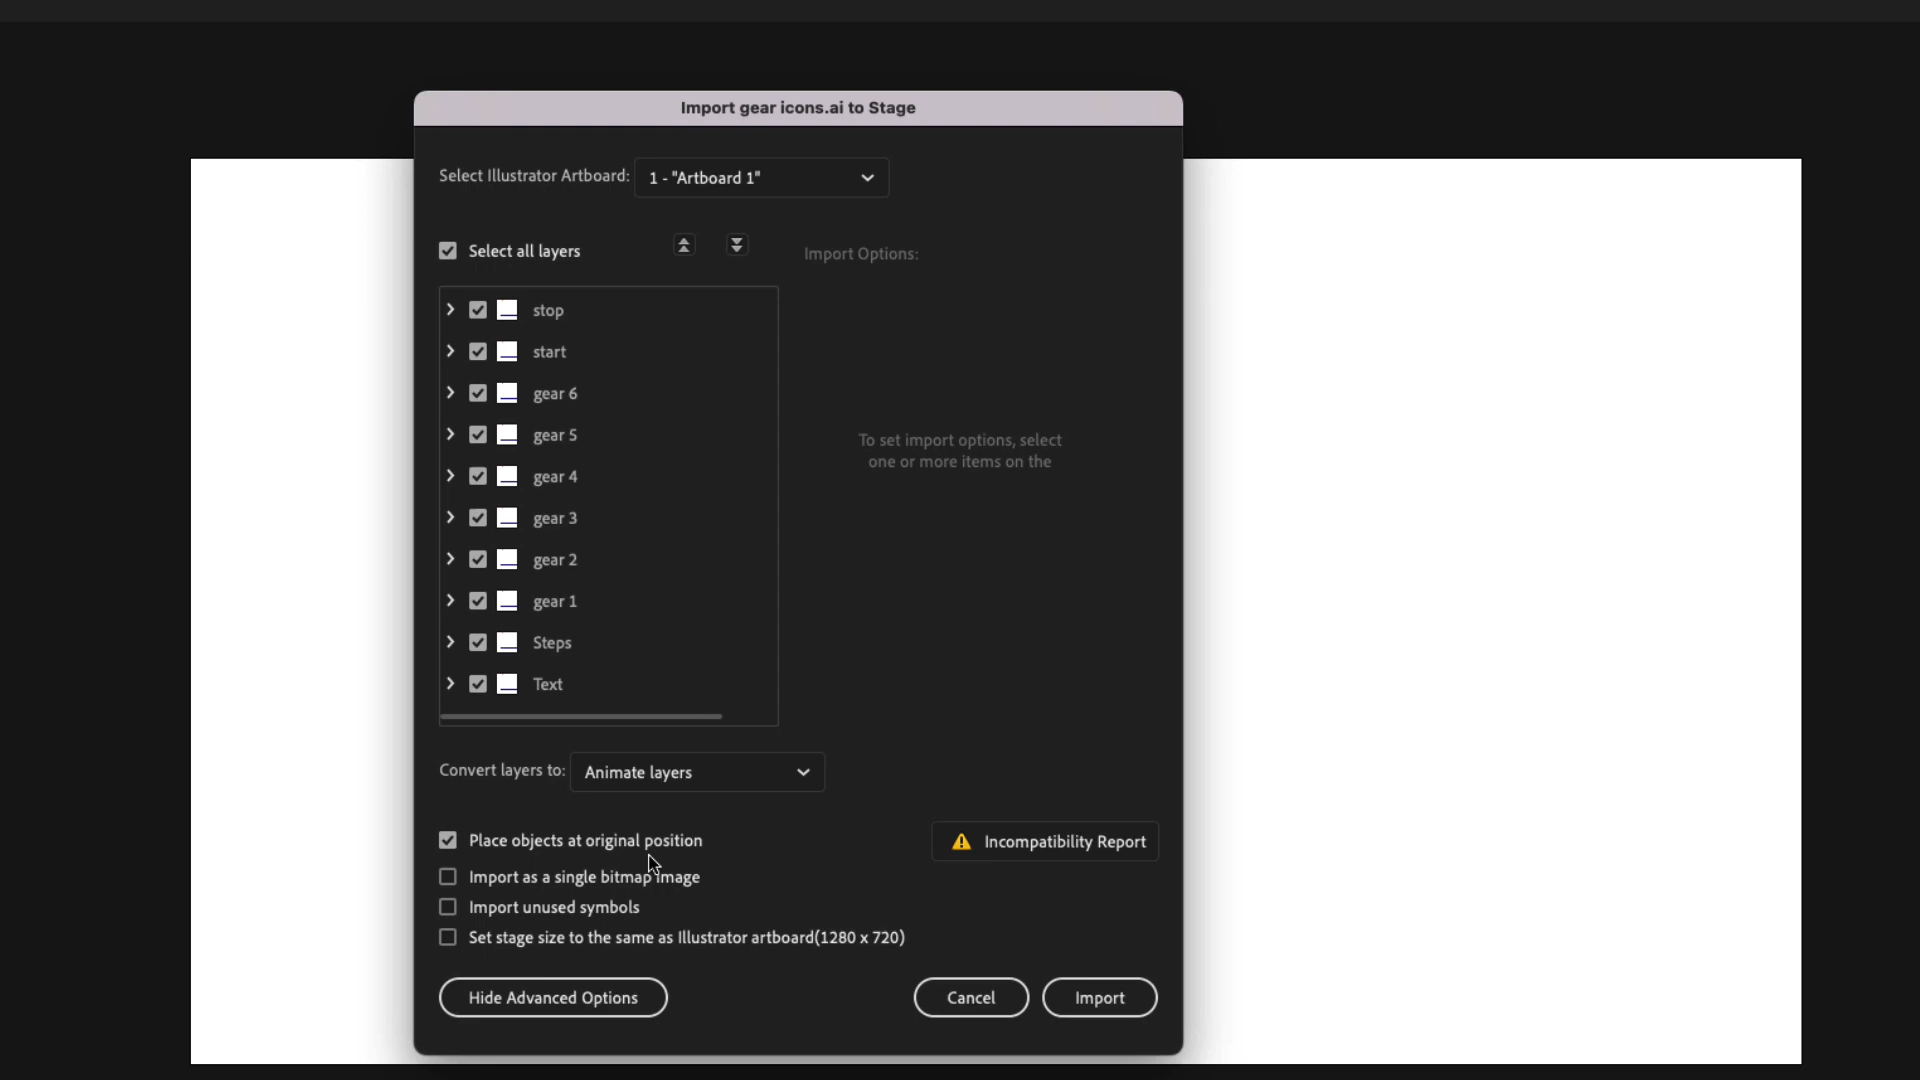 Import gear icons.ai to Stage
Select Illustrator Artboard:
1 - "Artboard 1"
Select all layers
Import Options:
stop
start
gear 6
gear 5
gear 4
gear 3
gear 2
gear 1
Steps
Text
To set import options, select
one or more items on the
Convert layers to:
Animate layers
Place objects at original position
Incompatibility Report
Import as a single bitmap image
Import unused symbols
Set stage size to the same as Illustrator artboard(1280 x 720)
Hide Advanced Options
Cancel
Import